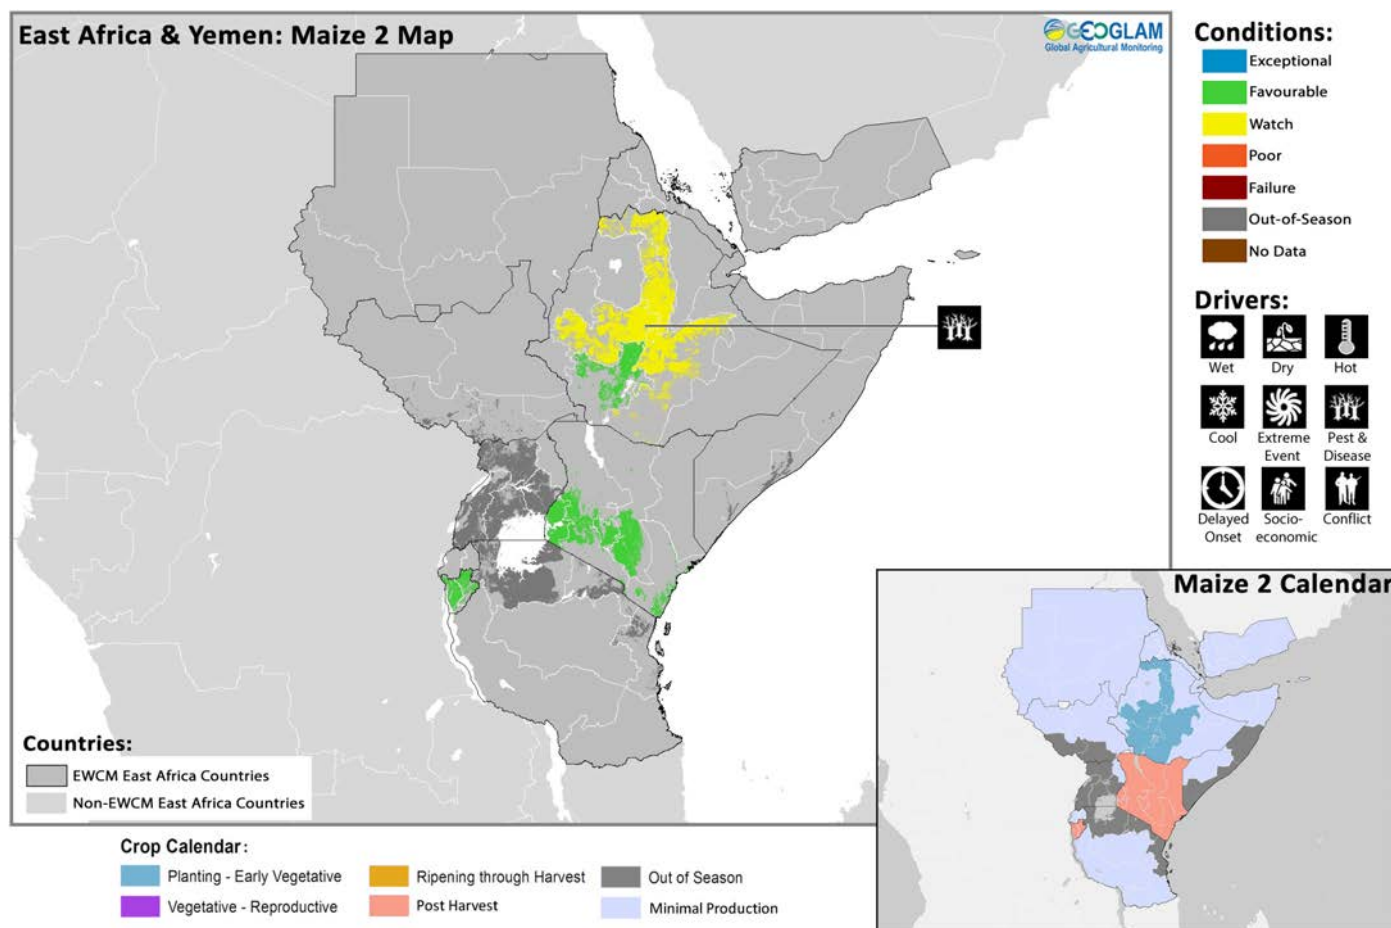 East Africa & Yemen: Maize 2 Map
GEOGLAM
Global Agricultural Monitoring
Conditions:
Exceptional
Favourable
Watch
Poor
Failure
Out-of-Season
No Data
Drivers:
Wet
Dry
Hot
Cool
Extreme
Event
Pest &
Disease
Delayed
Onset
Socio-
economic
Conflict
Maize 2 Calendar
Countries:
EWCM East Africa Countries
Non-EWCM East Africa Countries
Crop Calendar:
Planting - Early Vegetative
Ripening through Harvest
Out of Season
Vegetative - Reproductive
Post Harvest
Minimal Production